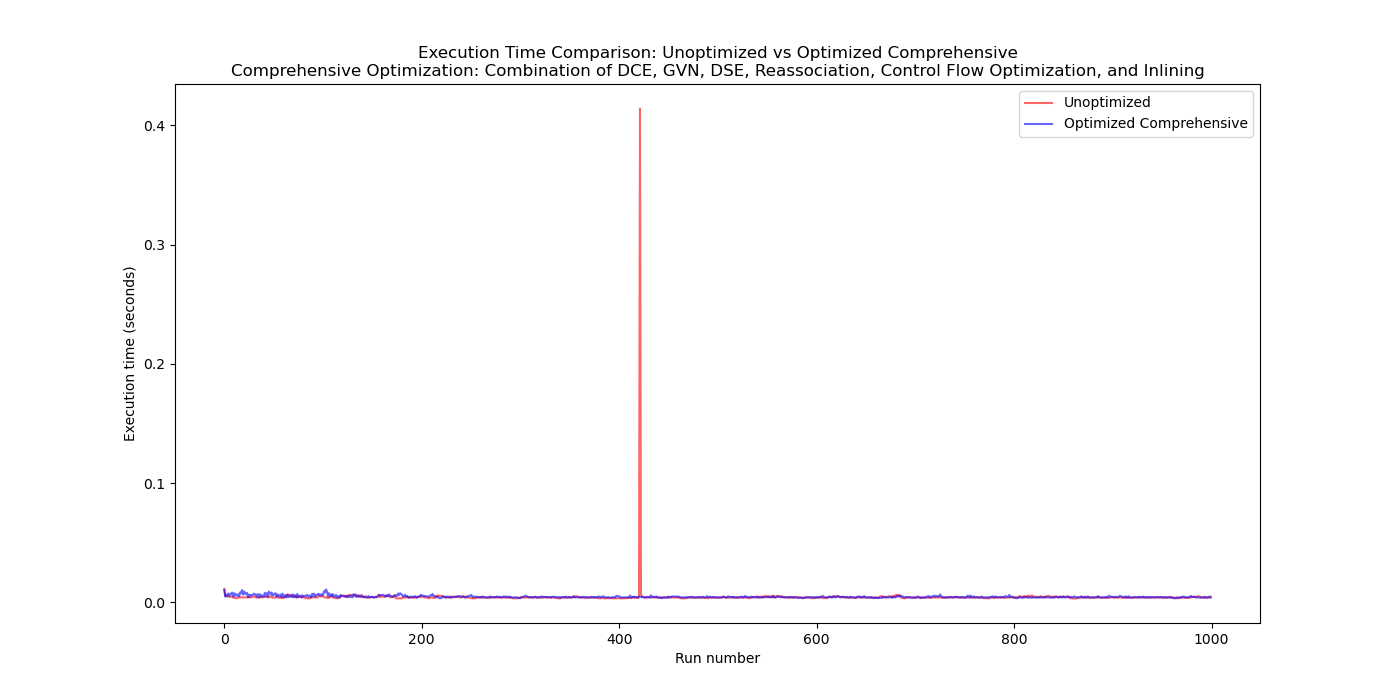 Execution Time Comparison: Unoptimized vs Optimized Comprehensive
Comprehensive Optimization: Combination of DCE, GVN, DSE, Reassociation, Control Flow Optimization, and Inlining
Unoptimized
Optimized Comprehensive
Execution time (seconds)
0.4
0.3
0.2
0.1
0.0
0 200 400 600 800 1000
Run number